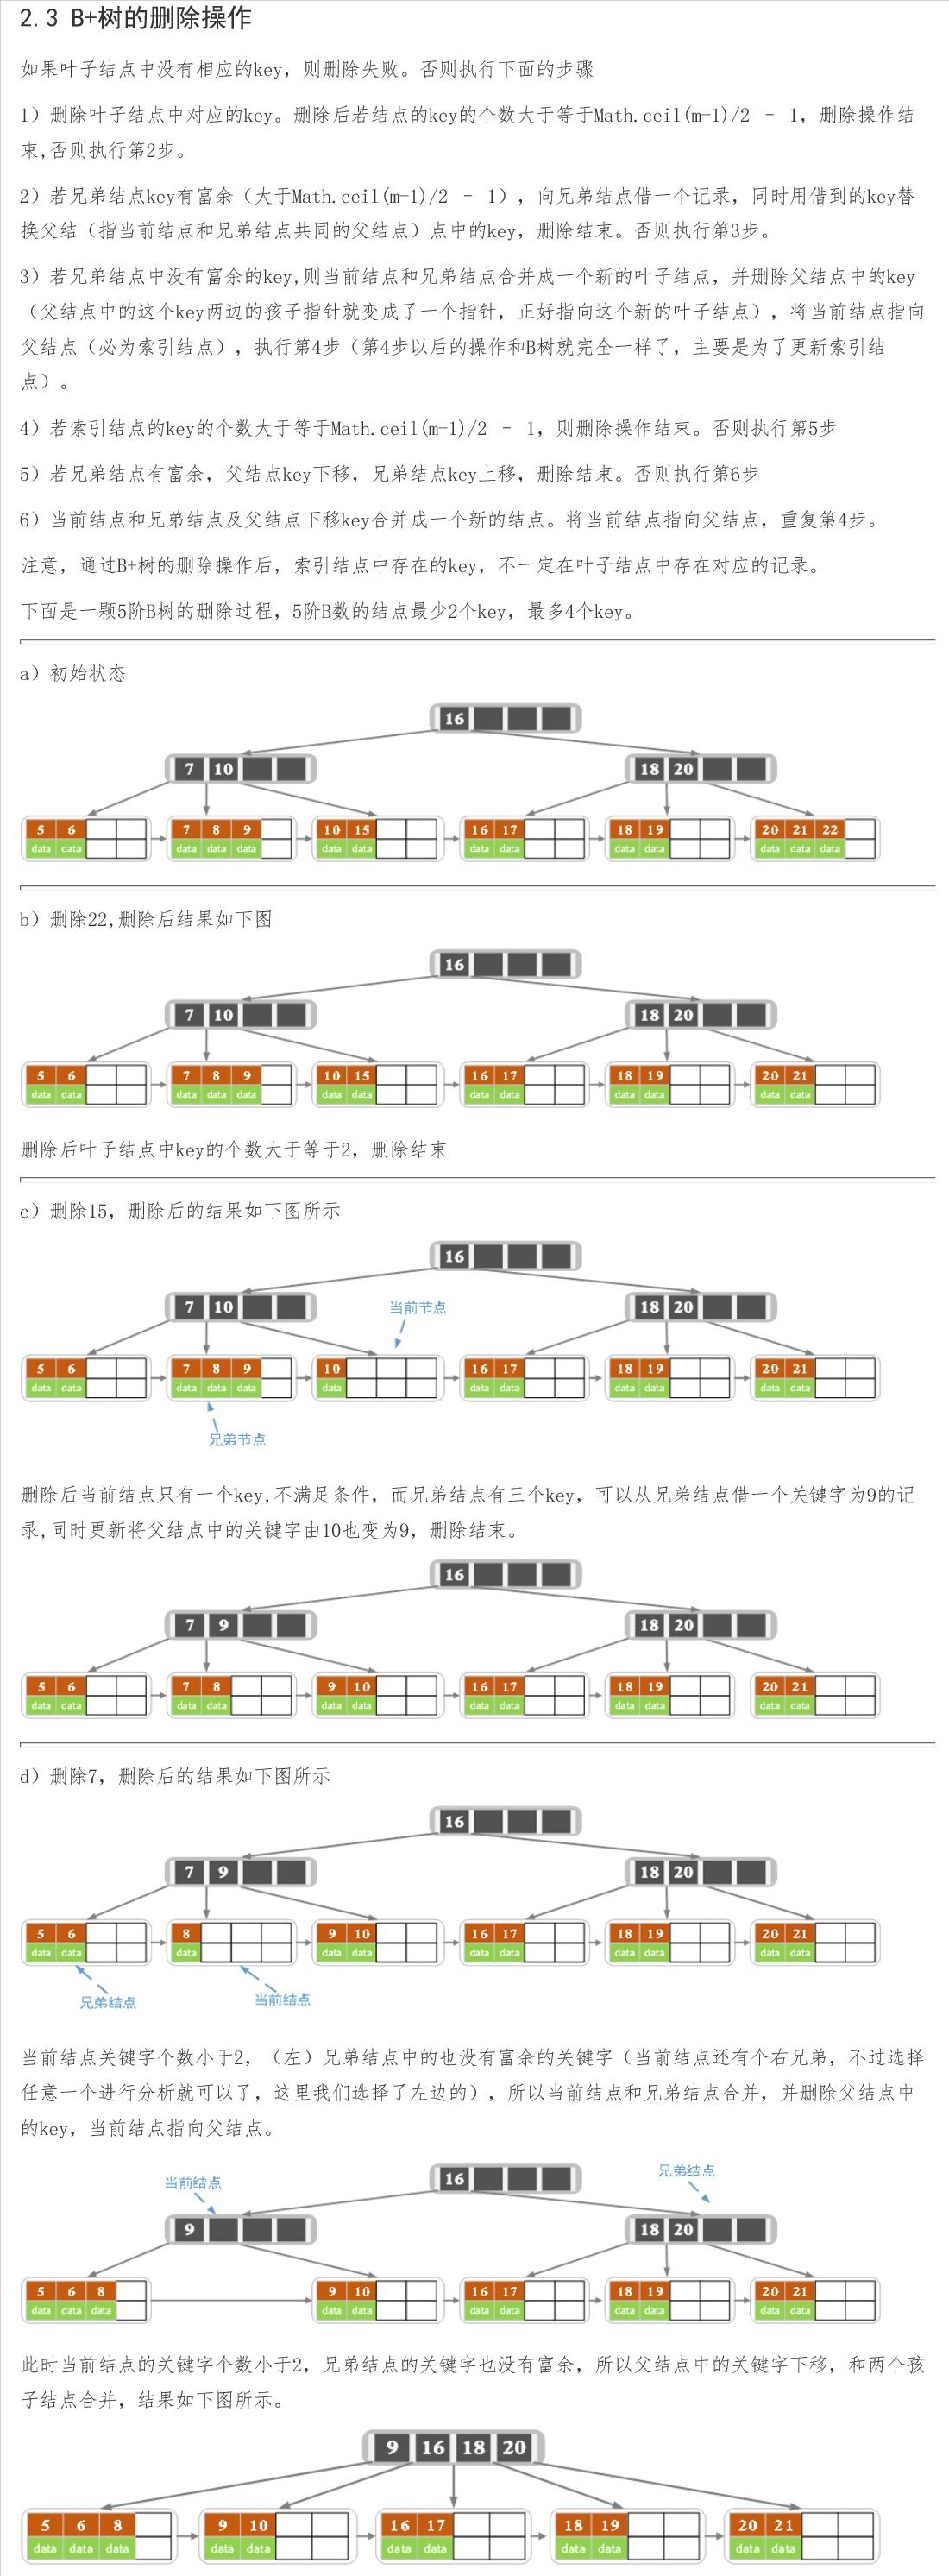 2.3 B+树的删除操作
如果叶子结点中没有相应的key，则删除失败。否则执行下面的步骤
1）删除叶子结点中对应的key。删除后若结点的key的个数大于等于Math.ceil(m-1)/2 – 1，删除操作结
束,否则执行第2步。
2）若兄弟结点key有富余（大于Math.ceil(m-1)/2 – 1），向兄弟结点借一个记录，同时用借到的key替
换父结（指当前结点和兄弟结点共同的父结点）点中的key，删除结束。否则执行第3步。
3）若兄弟结点中没有富余的key,则当前结点和兄弟结点合并成一个新的叶子结点，并删除父结点中的key
（父结点中的这个key两边的孩子指针就变成了一个指针，正好指向这个新的叶子结点），将当前结点指向
父结点（必为索引结点），执行第4步（第4步以后的操作和B树就完全一样了，主要是为了更新索引结
点）。
4）若索引结点的key的个数大于等于Math.ceil(m-1)/2 – 1，则删除操作结束。否则执行第5步
5）若兄弟结点有富余，父结点key下移，兄弟结点key上移，删除结束。否则执行第6步
6）当前结点和兄弟结点及父结点下移key合并成一个新的结点。将当前结点指向父结点，重复第4步。
注意，通过B+树的删除操作后，索引结点中存在的key，不一定在叶子结点中存在对应的记录。
下面是一颗5阶B树的删除过程，5阶B数的结点最少2个key，最多4个key。
a）初始状态
16
7 10 18 20
5 6 7 8 9 10 15 16 17 18 19 20 21 22
data data data data data data data data data data data data data data
b）删除22,删除后结果如下图
16
7 10 18 20
5 6 7 8 9 10 15 16 17 18 19 20 21
data data data data data data data data data data data data data
删除后叶子结点中key的个数大于等于2，删除结束
c）删除15，删除后的结果如下图所示
16
7 10 当前节点 18 20
5 6 7 8 9 10 16 17 18 19 20 21
data data data data data data data data data data data data
兄弟节点
删除后当前结点只有一个key,不满足条件，而兄弟结点有三个key，可以从兄弟结点借一个关键字为9的记
录,同时更新将父结点中的关键字由10也变为9，删除结束。
16
7 9 18 20
5 6 7 8 9 10 16 17 18 19 20 21
data data data data data data data data data data data data
d）删除7，删除后的结果如下图所示
16
7 9 18 20
5 6 8 9 10 16 17 18 19 20 21
data data data data data data data data data data data
兄弟结点 当前结点
当前结点关键字个数小于2，（左）兄弟结点中的也没有富余的关键字（当前结点还有个右兄弟，不过选择
任意一个进行分析就可以了，这里我们选择了左边的），所以当前结点和兄弟结点合并，并删除父结点中
的key，当前结点指向父结点。
当前结点 16 兄弟结点
9 18 20
5 6 8 9 10 16 17 18 19 20 21
data data data data data data data data data data data
此时当前结点的关键字个数小于2，兄弟结点的关键字也没有富余，所以父结点中的关键字下移，和两个孩
子结点合并，结果如下图所示。
9 16 18 20
5 6 8 9 10 16 17 18 19 20 21
data data data data data data data data data data data